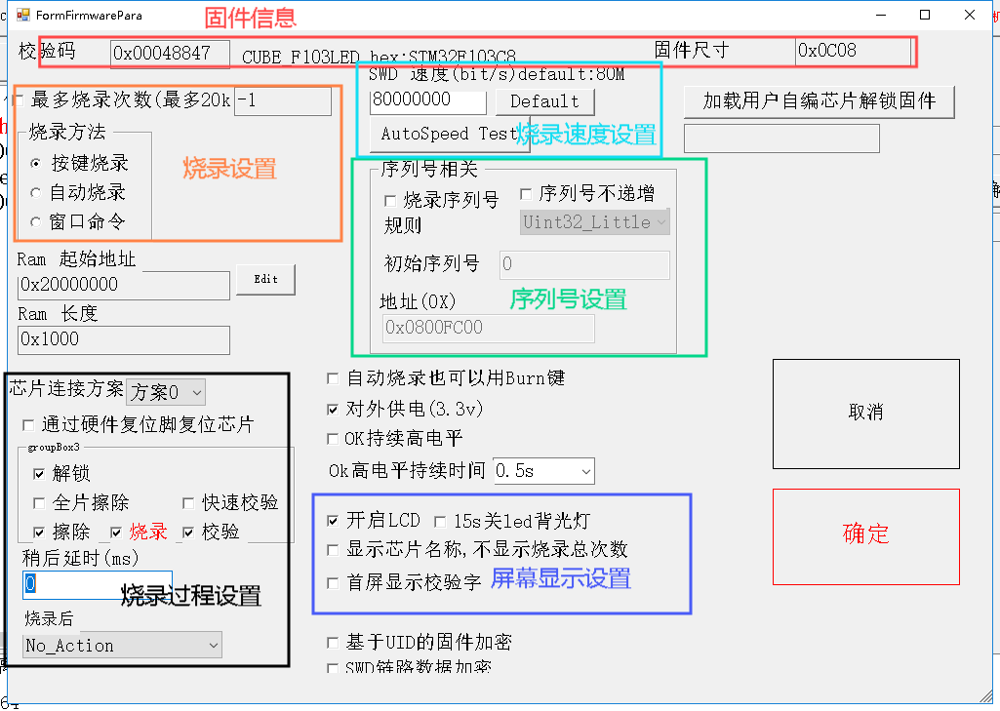 FormFirmwarePara
固件信息
校验码 0x00048847 CUBE_F103LED.hex:STM32F103C8 固件尺寸 0x0C08
SWD 速度(bit/s)default:80M
最多烧录次数(最多20k -1
80000000 Default
加载用户自编芯片解锁固件
烧录方法
AutoSpeed Test 烧录速度设置
按键烧录
自动烧录
窗口命令
烧录设置
序列号相关
烧录序列号 序列号不递增
规则 Uint32_Little
初始序列号 0
地址(0X) 序列号设置
0x0800FC00
Ram 起始地址
0x20000000 Edit
Ram 长度
0x1000
芯片连接方案 方案0
通过硬件复位脚复位芯片
groupBox3
解锁
全片擦除 快速校验
擦除 烧录 校验
稍后延时(ms)
0 烧录过程设置
烧录后
No_Action
自动烧录也可以用Burn键
对外供电(3.3v)
OK持续高电平
Ok高电平持续时间 0.5s
开启LCD 15s关led背光灯
显示芯片名称,不显示烧录总次数
首屏显示校验字 屏幕显示设置
基于UID的固件加密
SWD链路数据加密
取消
确定
64